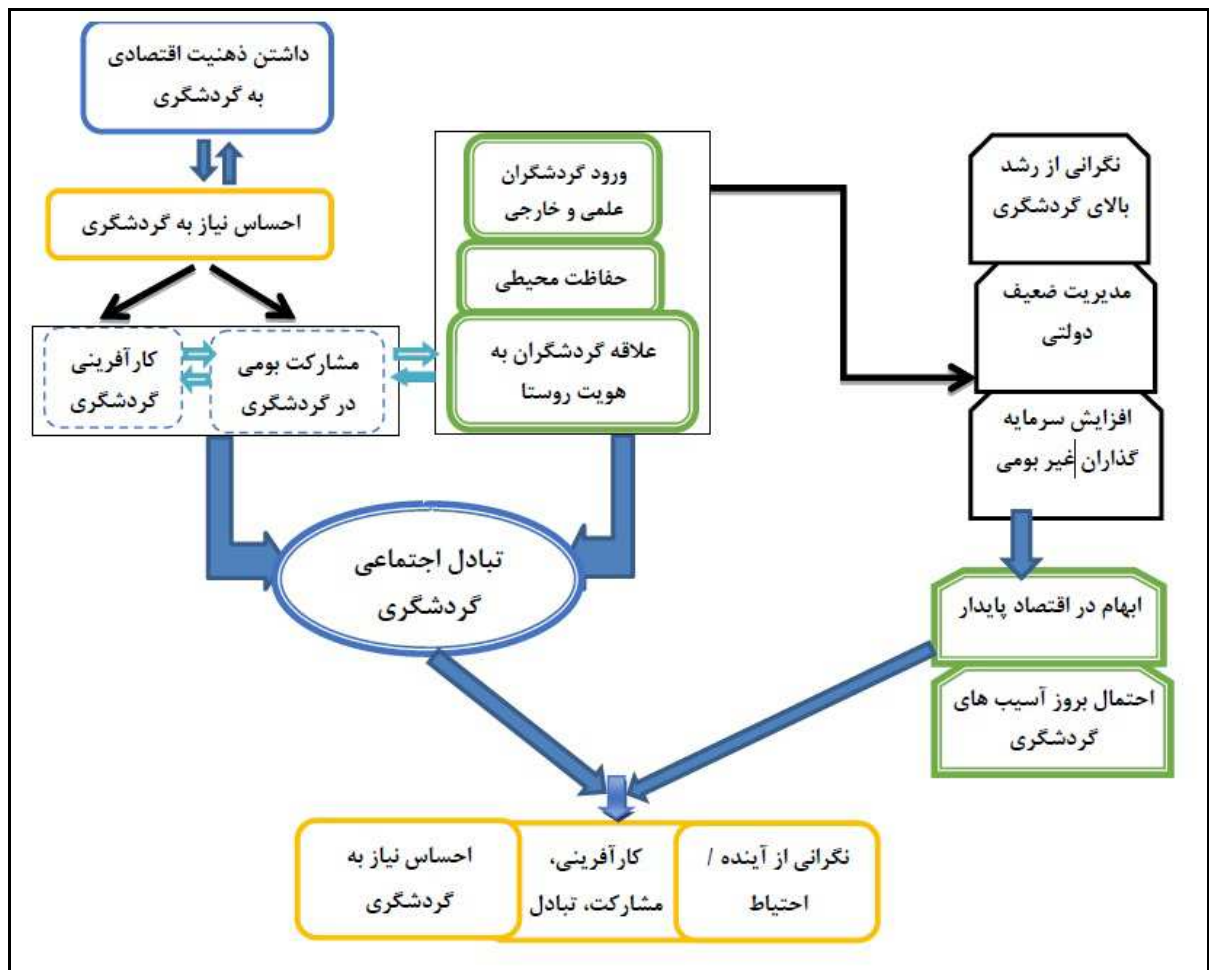 داشتن ذهنیت اقتصادی
به گردشگری
احساس نیاز به گردشگری
کارآفرینی
گردشگری
مشارکت بومی
در گردشگری
ورود گردشگران
علمی و خارجی
حفاظت محیطی
علاقه گردشگران به
هویت روستا
نگرانی از رشد
بالای گردشگری
مدیریت ضعیف
دولتی
افزایش سرمایه
گذاران غیر بومی
تبادل اجتماعی
گردشگری
ابهام در اقتصاد پایدار
احتمال بروز آسیب های
گردشگری
نگرانی از آینده /
احتیاط
کارآفرینی،
مشارکت، تبادل
احساس نیاز به
گردشگری